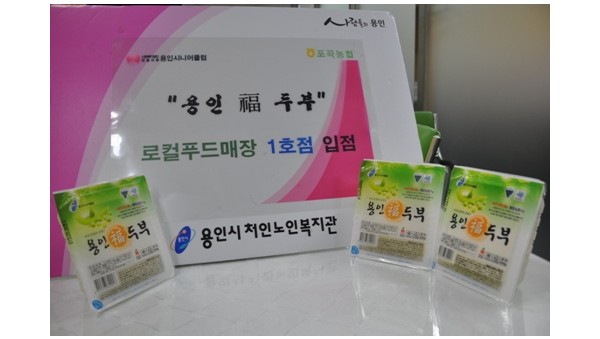 사람들의 용인
용인시니어클럽
포곡농협
"용인 福 두부"
로컬푸드매장 1호점 입점
용인시 처인노인복지관
용인福두부
용인福두부
용인福두부